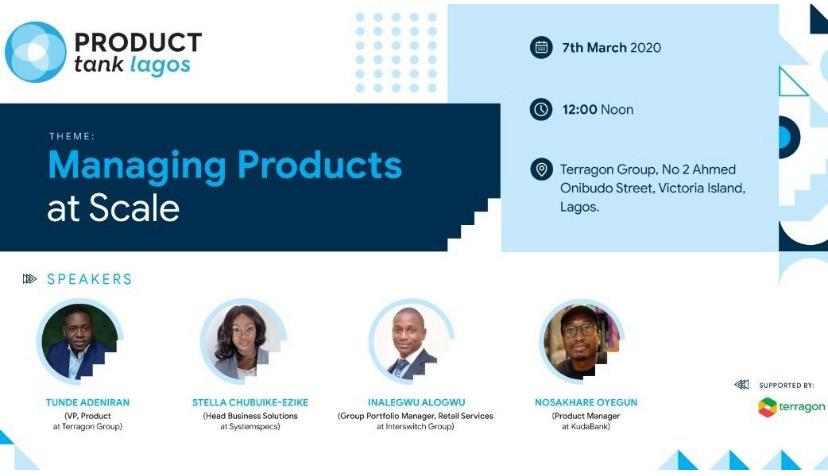 PRODUCT
tank lagos
7th March 2020
12:00 Noon
Terragon Group, No 2 Ahmed
Onibudo Street, Victoria Island,
Lagos.
THEME:
Managing Products
at Scale
SPEAKERS
TUNDE ADENIRAN
(VP, Product
at Terragon Group)
STELLA CHUBUIKE-EZIKE
(Head Business Solutions
at Systemspecs)
INALEGWU ALOGWU
(Group Portfolio Manager, Retail Services
at Interswitch Group)
NOSAKHARE OYEGUN
(Product Manager
at KudaBank)
SUPPORTED BY:
terragon